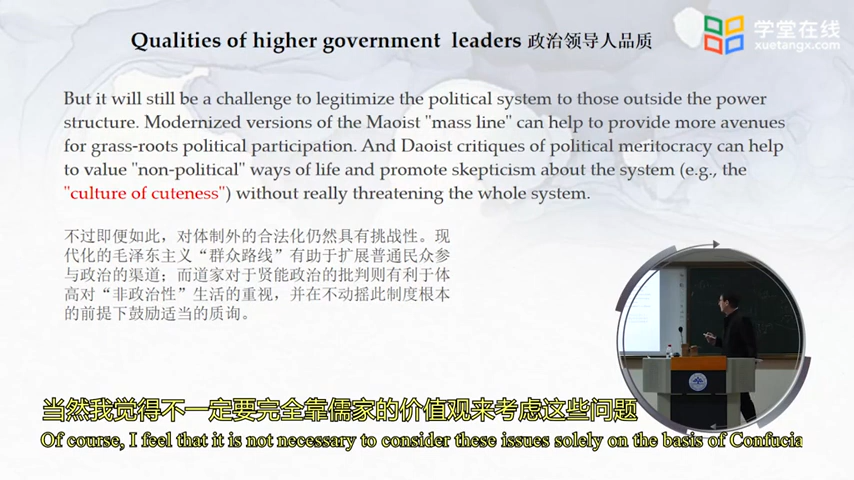 Qualities of higher government leaders 政治领导人品质
学堂在线
xuetangx.com
But it will still be a challenge to legitimize the political system to those outside the power
structure. Modernized versions of the Maoist "mass line" can help to provide more avenues
for grass-roots political participation. And Daoist critiques of political meritocracy can help
to value "non-political" ways of life and promote skepticism about the system (e.g., the
"culture of cuteness") without really threatening the whole system.
不过即便如此，对体制外的合法化仍然具有挑战性。现
代化的毛泽东主义“群众路线”有助于扩展普通民众参
与政治的渠道；而道家对于贤能政治的批判则有利于体
高对“非政治性”生活的重视，并在不动摇此制度根本
的前提下鼓励适当的质询。
当然我觉得不一定要完全靠儒家的价值观来考虑这些问题
Of course, I feel that it is not necessary to consider these issues solely on the basis of Confucia